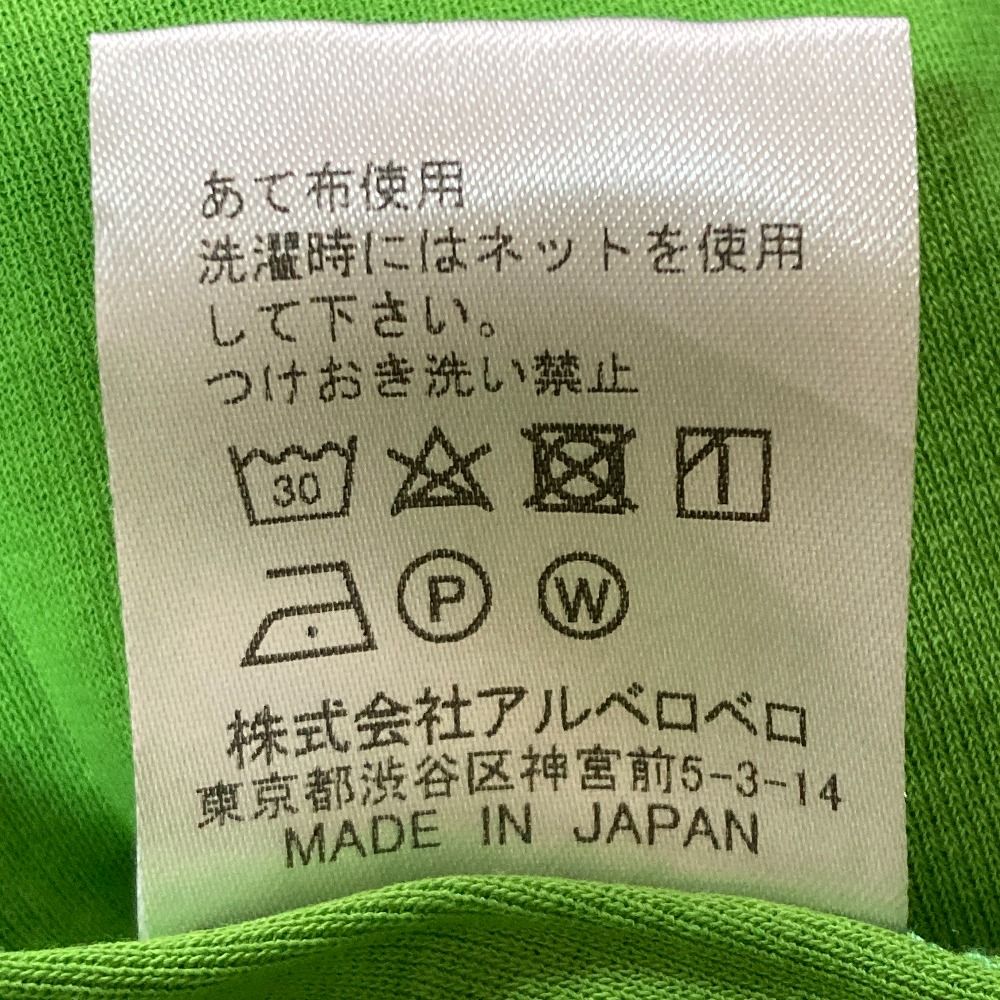 あて布使用
洗濯時にはネットを使用
して下さい。
つけおき洗い禁止
30
P W
株式会社アルベロベロ
東京都渋谷区神宮前5-3-14
MADE IN JAPAN